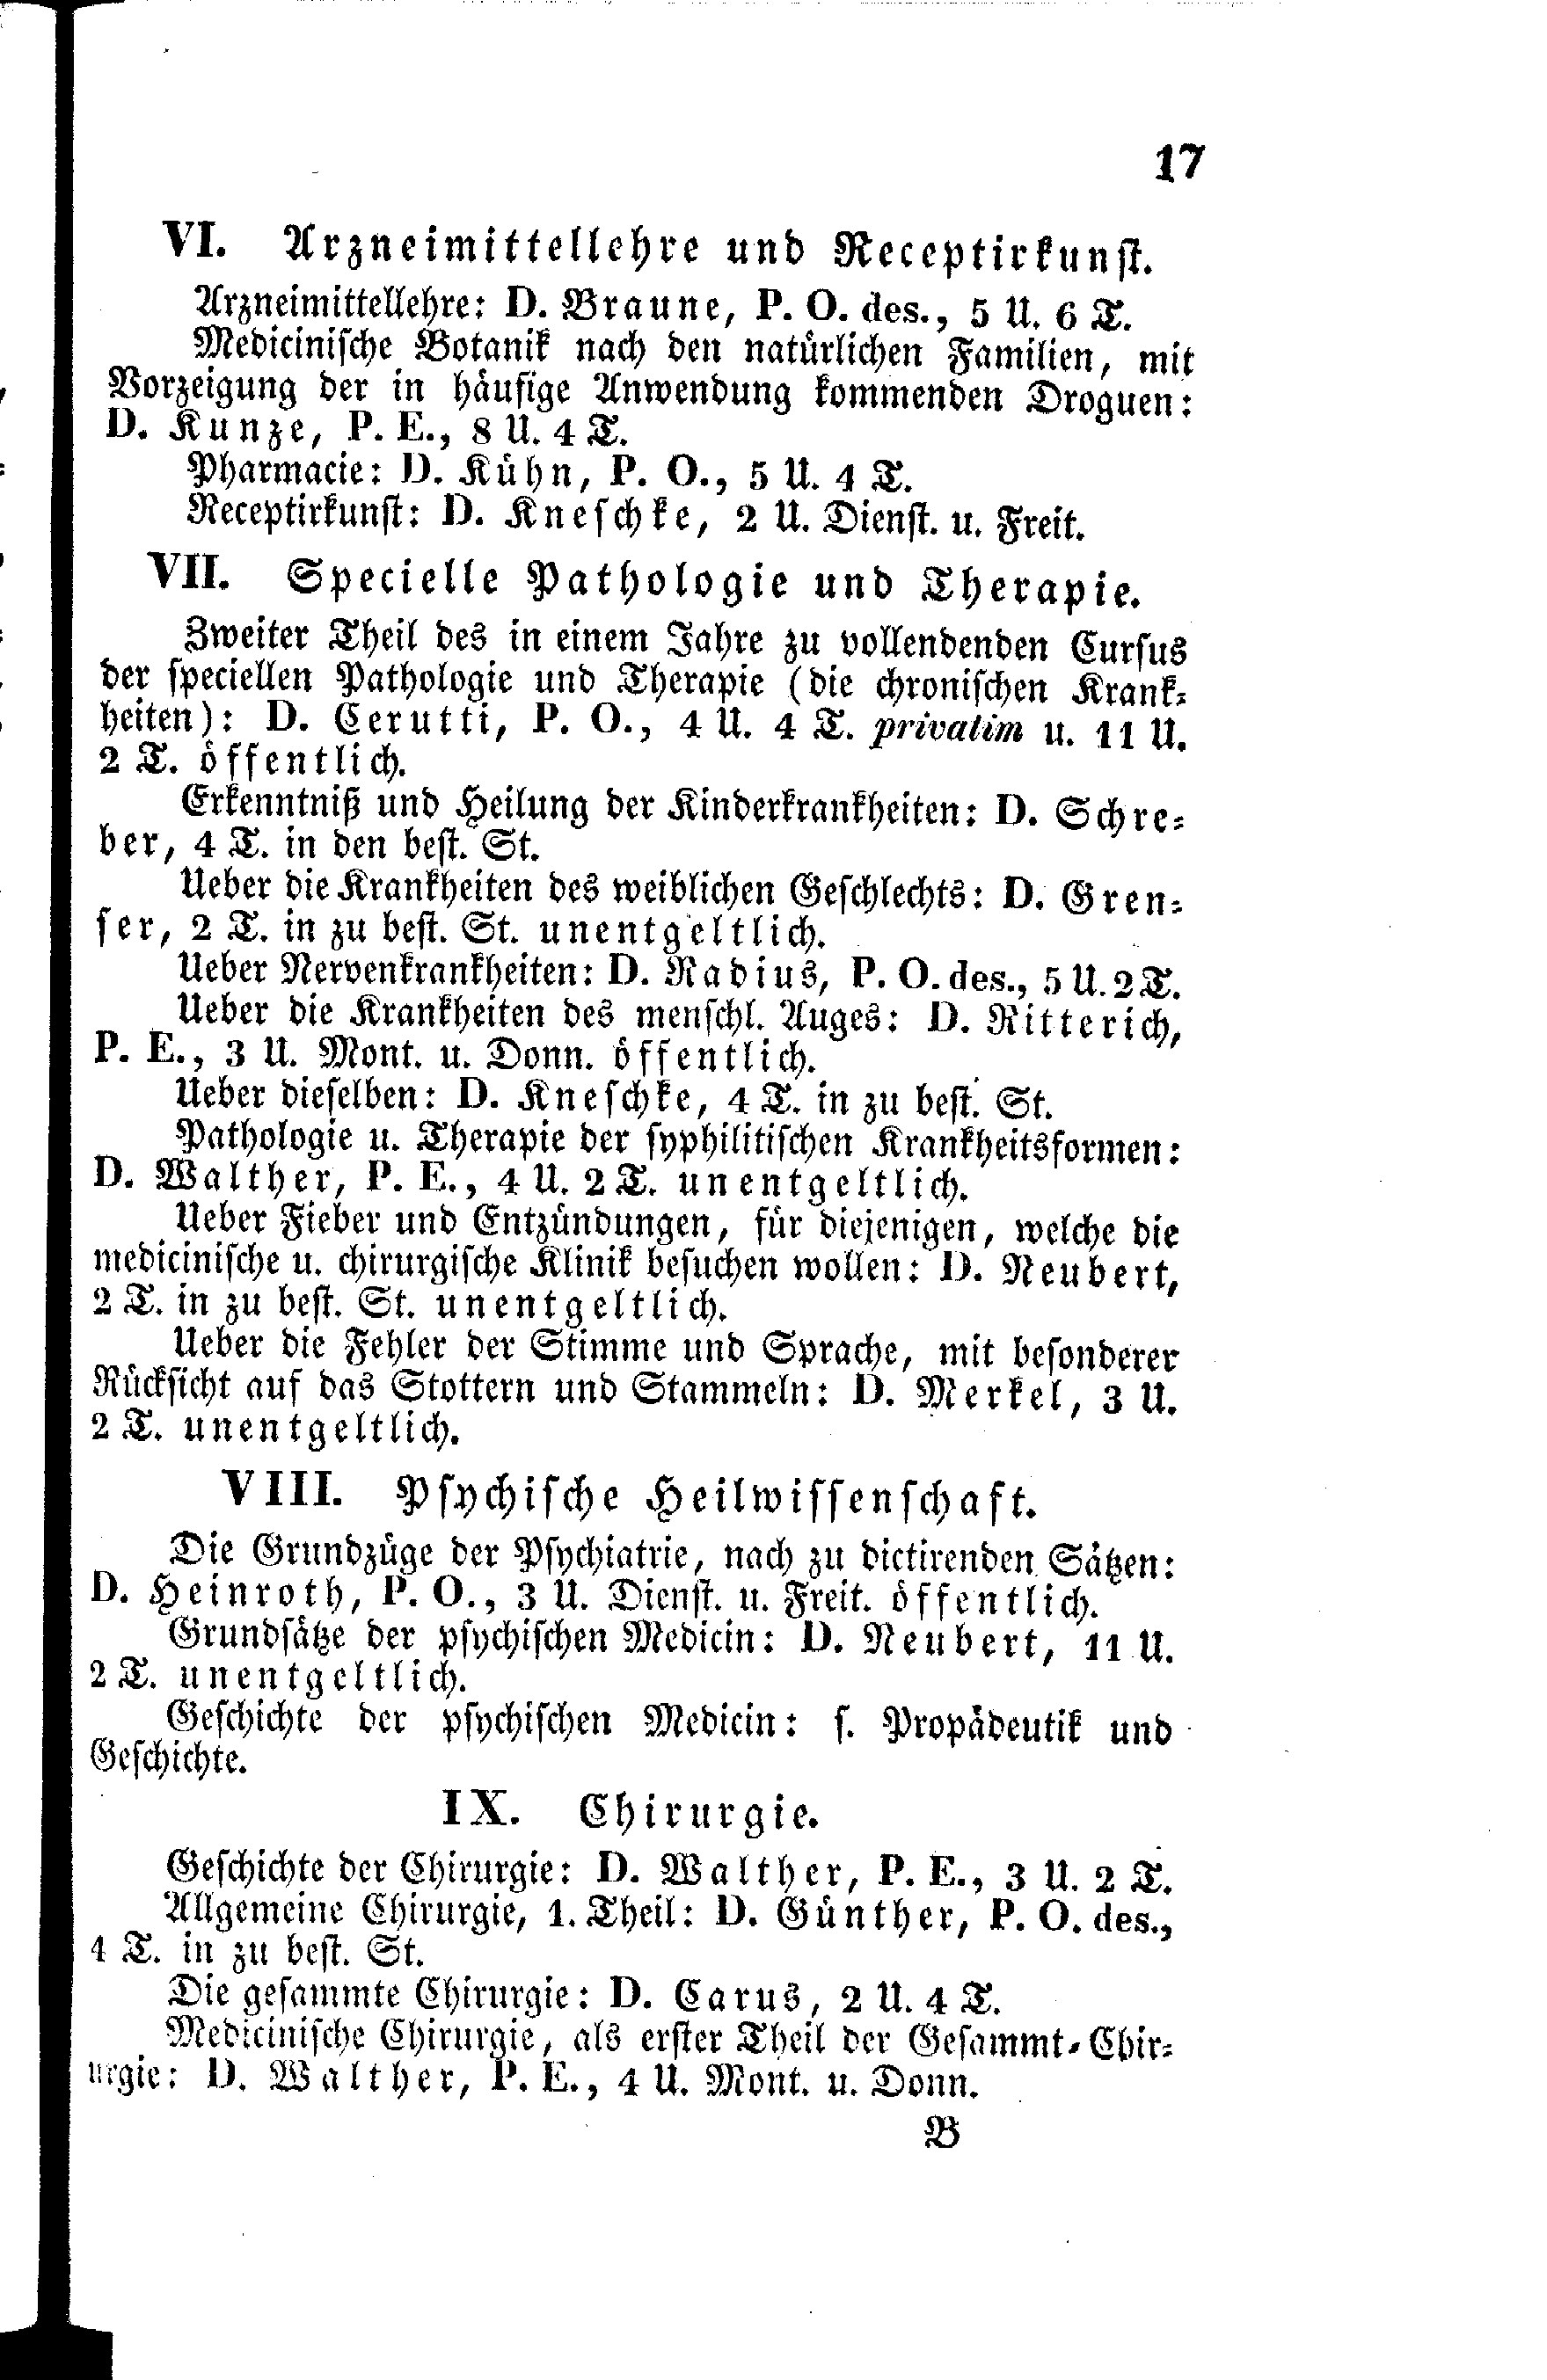 17
VI. Arzneimittellehre und Receptirkunst.
Arzneimittellehre: D. Braune, P. O. des., 5 U. 6 T.
Medicinische Botanik nach den natürlichen Familien, mit
Vorzeigung der in häufige Anwendung kommenden Droguen:
D. Kunze, P. E., 8 U. 4 T.
Pharmacie: D. Kühn, P. O., 5 U. 4 T.
Receptirkunst: D. Kneschke, 2 U. Dienst. u. Freit.
VII. Specielle Pathologie und Therapie.
Zweiter Theil des in einem Jahre zu vollendenden Cursus
der speciellen Pathologie und Therapie (die chronischen Krank-
heiten): D. Cerutti, P. O., 4 U. 4 T. privatim u. 11 U.
2 T. öffentlich.
Erkenntniß und Heilung der Kinderkrankheiten: D. Schre-
ber, 4 T. in den best. St.
Ueber die Krankheiten des weiblichen Geschlechts: D. Gren-
ser, 2 T. in zu best. St. unentgeltlich.
Ueber Nervenkrankheiten: D. Radius, P. O. des., 5 U. 2 T.
Ueber die Krankheiten des menschl. Auges: D. Ritterich,
P. E., 3 U. Mont. u. Donn. öffentlich.
Ueber dieselben: D. Kneschke, 4 T. in zu best. St.
Pathologie u. Therapie der syphilitischen Krankheitsformen:
D. Walther, P. E., 4 U. 2 T. unentgeltlich.
Ueber Fieber und Entzündungen, für diejenigen, welche die
medicinische u. chirurgische Klinik besuchen wollen: D. Neubert,
2 T. in zu best. St. unentgeltlich.
Ueber die Fehler der Stimme und Sprache, mit besonderer
Rücksicht auf das Stottern und Stammeln: D. Merkel, 3 U.
2 T. unentgeltlich.
VIII. Psychische Heilwissenschaft.
Die Grundzüge der Psychiatrie, nach zu dictirenden Sätzen:
D. Heinroth, P. O., 3 U. Dienst. u. Freit. öffentlich.
Grundsätze der psychischen Medicin: D. Neubert, 11 U.
2 T. unentgeltlich.
Geschichte der psychischen Medicin: s. Propädeutik und
Geschichte.
IX. Chirurgie.
Geschichte der Chirurgie: D. Walther, P. E., 3 U. 2 T.
Allgemeine Chirurgie, 1. Theil: D. Günther, P. O. des.,
4 T. in zu best. St.
Die gesammte Chirurgie: D. Carus, 2 U. 4 T.
Medicinische Chirurgie, als erster Theil der Gesammt-Chir-
urgie: D. Walther, P. E., 4 U. Mont. u. Donn.
B